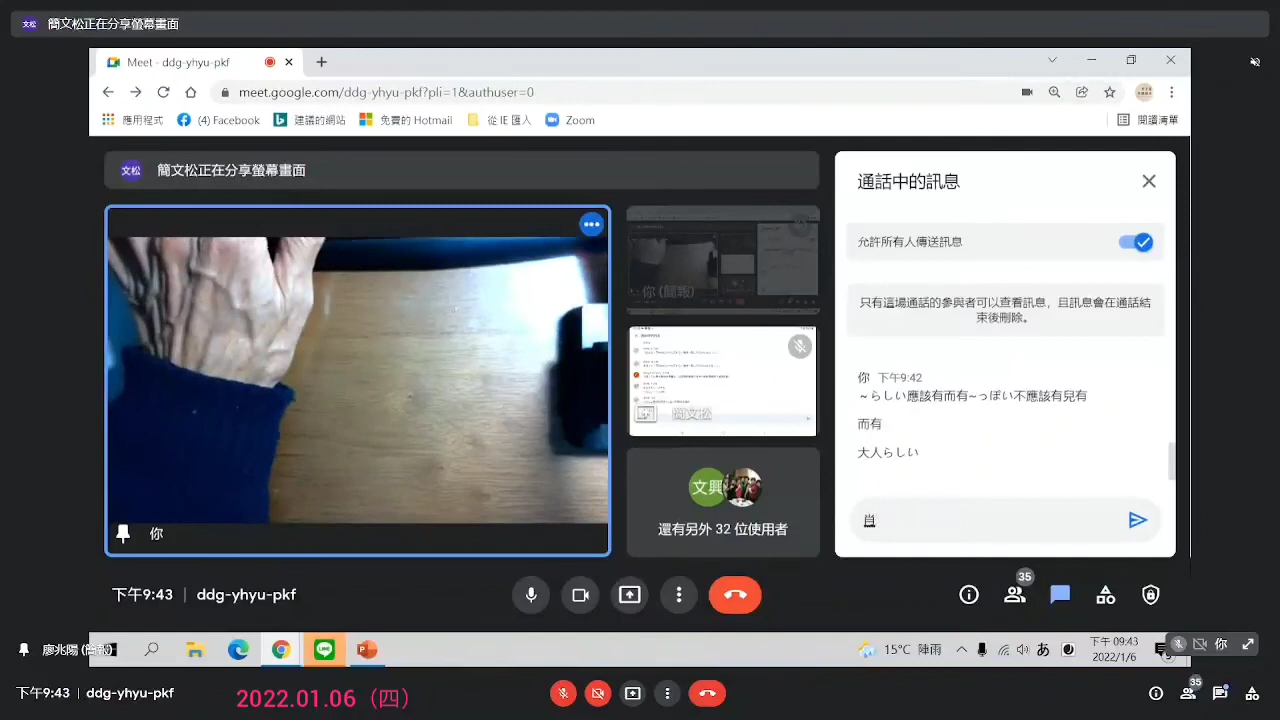 文松 簡文松正在分享螢幕畫面
Meet - ddg-yhyu-pkf
meet.google.com/ddg-yhyu-pkf?pli=1&authuser=0
應用程式 (4) Facebook 建議的網站 免費的 Hotmail 從 IE 匯入 Zoom 閱讀清單
文松 簡文松正在分享螢幕畫面
通話中的訊息
允許所有人傳送訊息
只有這場通話的參與者可以查看訊息，且訊息會在通話結
束後刪除。
你 (簡報)
你 下午9:42
~らしい應該有而有~っぽい不應該有兒有
而有
大人らしい
簡文松
文興
還有另外 32 位使用者
你
下午9:43 | ddg-yhyu-pkf
35
廖兆陽 (簡報)
15°C 陣雨
あ
下午 09:43
2022/1/6
你
下午9:43 | ddg-yhyu-pkf
2022.01.06（四）
35